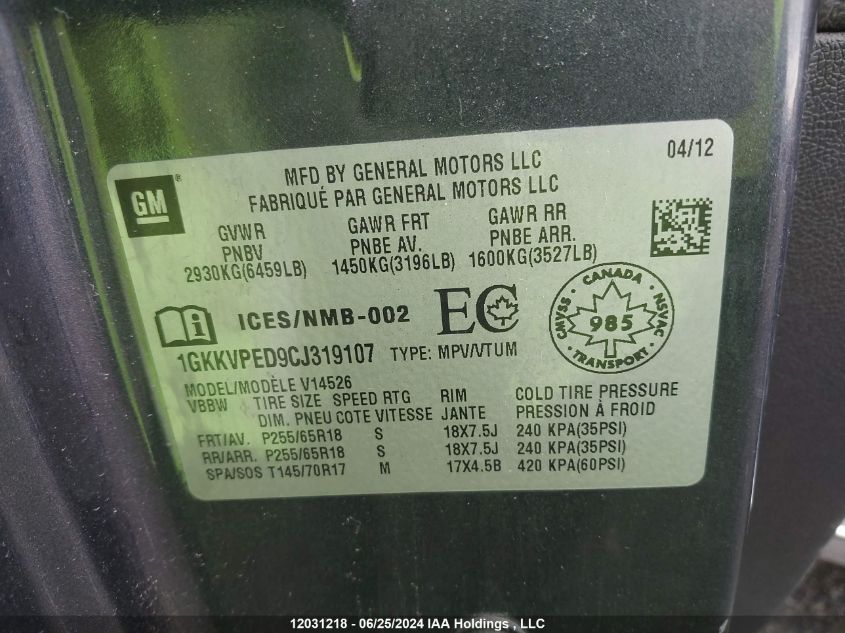 04/12
GM®
MFD BY GENERAL MOTORS LLC
FABRIQUÉ PAR GENERAL MOTORS LLC
GVWR GAWR FRT GAWR RR
PNBV PNBE AV. PNBE ARR.
2930KG(6459LB) 1450KG(3196LB) 1600KG(3527LB)
ICES/NMB-002 EC
CANADA
CMVSS 985 NSVAC
TRANSPORT
1GKKVPED9CJ319107 TYPE: MPV/VTUM
MODEL/MODÈLE V14526
VBBW TIRE SIZE SPEED RTG RIM COLD TIRE PRESSURE
DIM. PNEU COTE VITESSE JANTE PRESSION À FROID
FRT/AV. P255/65R18 S 18X7.5J 240 KPA(35PSI)
RR/ARR. P255/65R18 S 18X7.5J 240 KPA(35PSI)
SPA/SOS T145/70R17 M 17X4.5B 420 KPA(60PSI)
12031218 - 06/25/2024 IAA Holdings , LLC